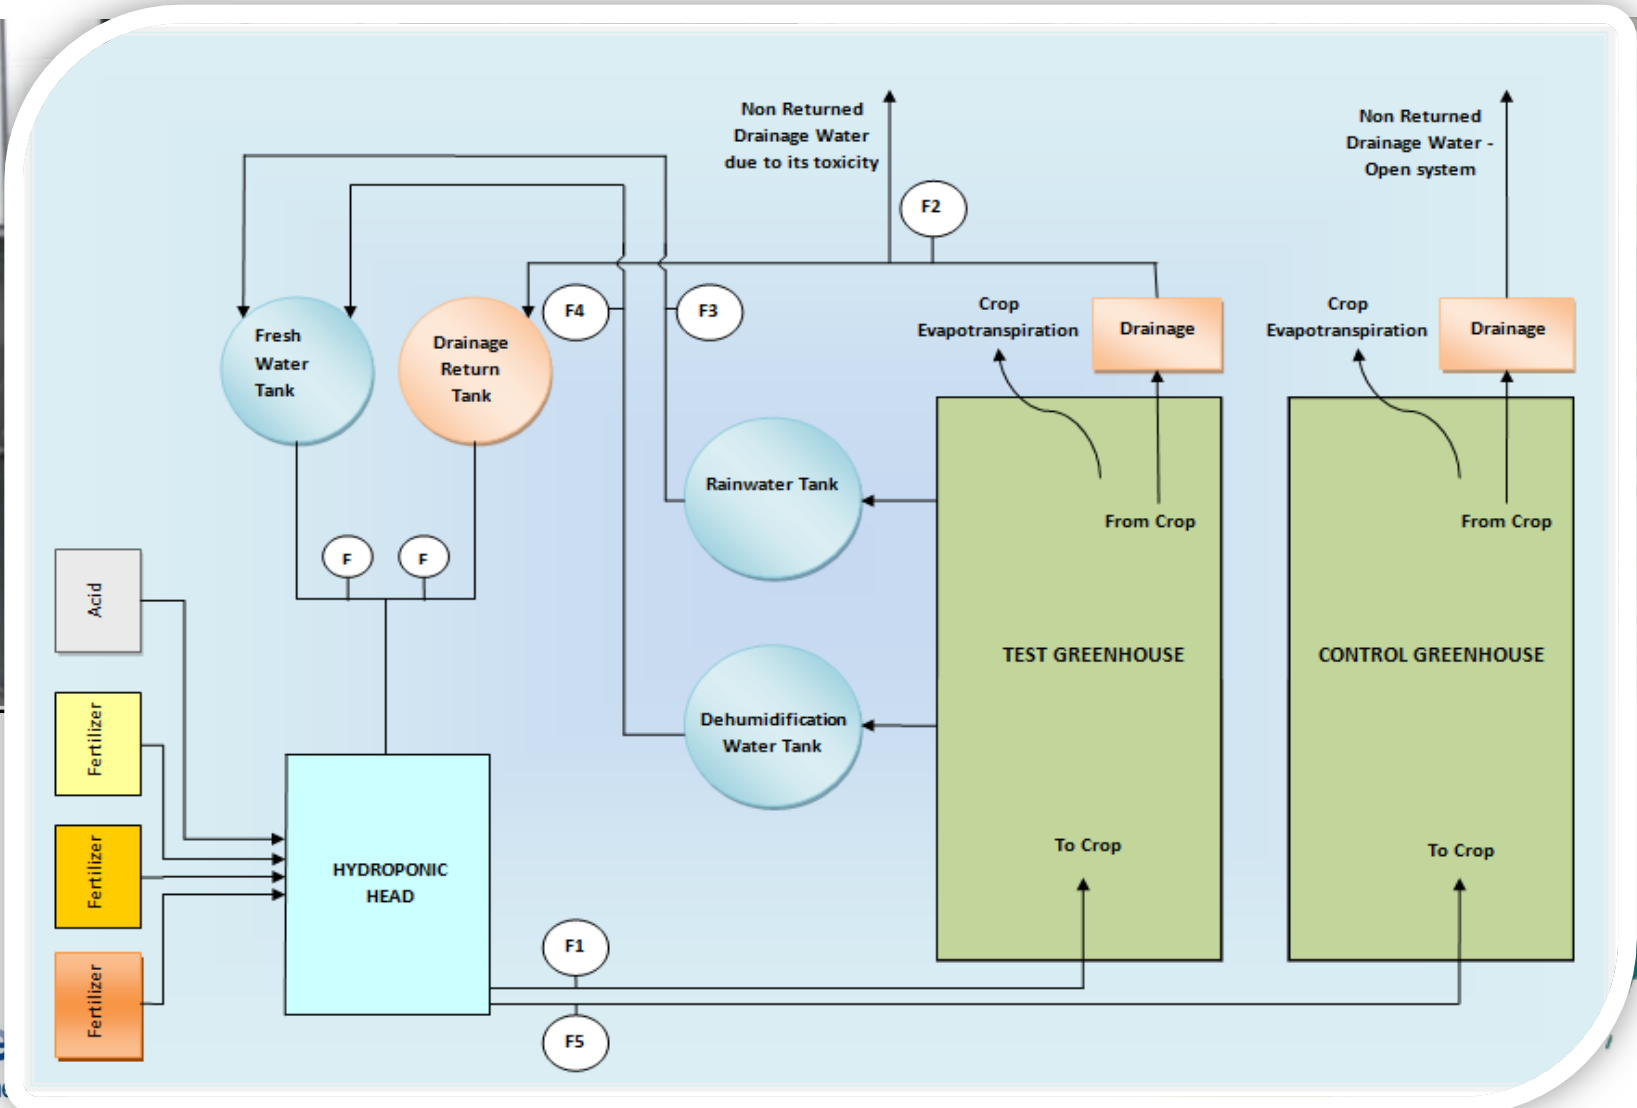 Non Returned
Drainage Water
due to its toxicity
Non Returned
Drainage Water -
Open system
F2
F4
F3
Crop
Evapotranspiration
Drainage
Crop
Evapotranspiration
Drainage
Fresh
Water
Tank
Drainage
Return
Tank
Rainwater Tank
From Crop
From Crop
F
F
Acid
TEST GREENHOUSE
CONTROL GREENHOUSE
Fertilizer
Dehumidification
Water Tank
Fertilizer
HYDROPONIC
HEAD
To Crop
To Crop
Fertilizer
F1
F5